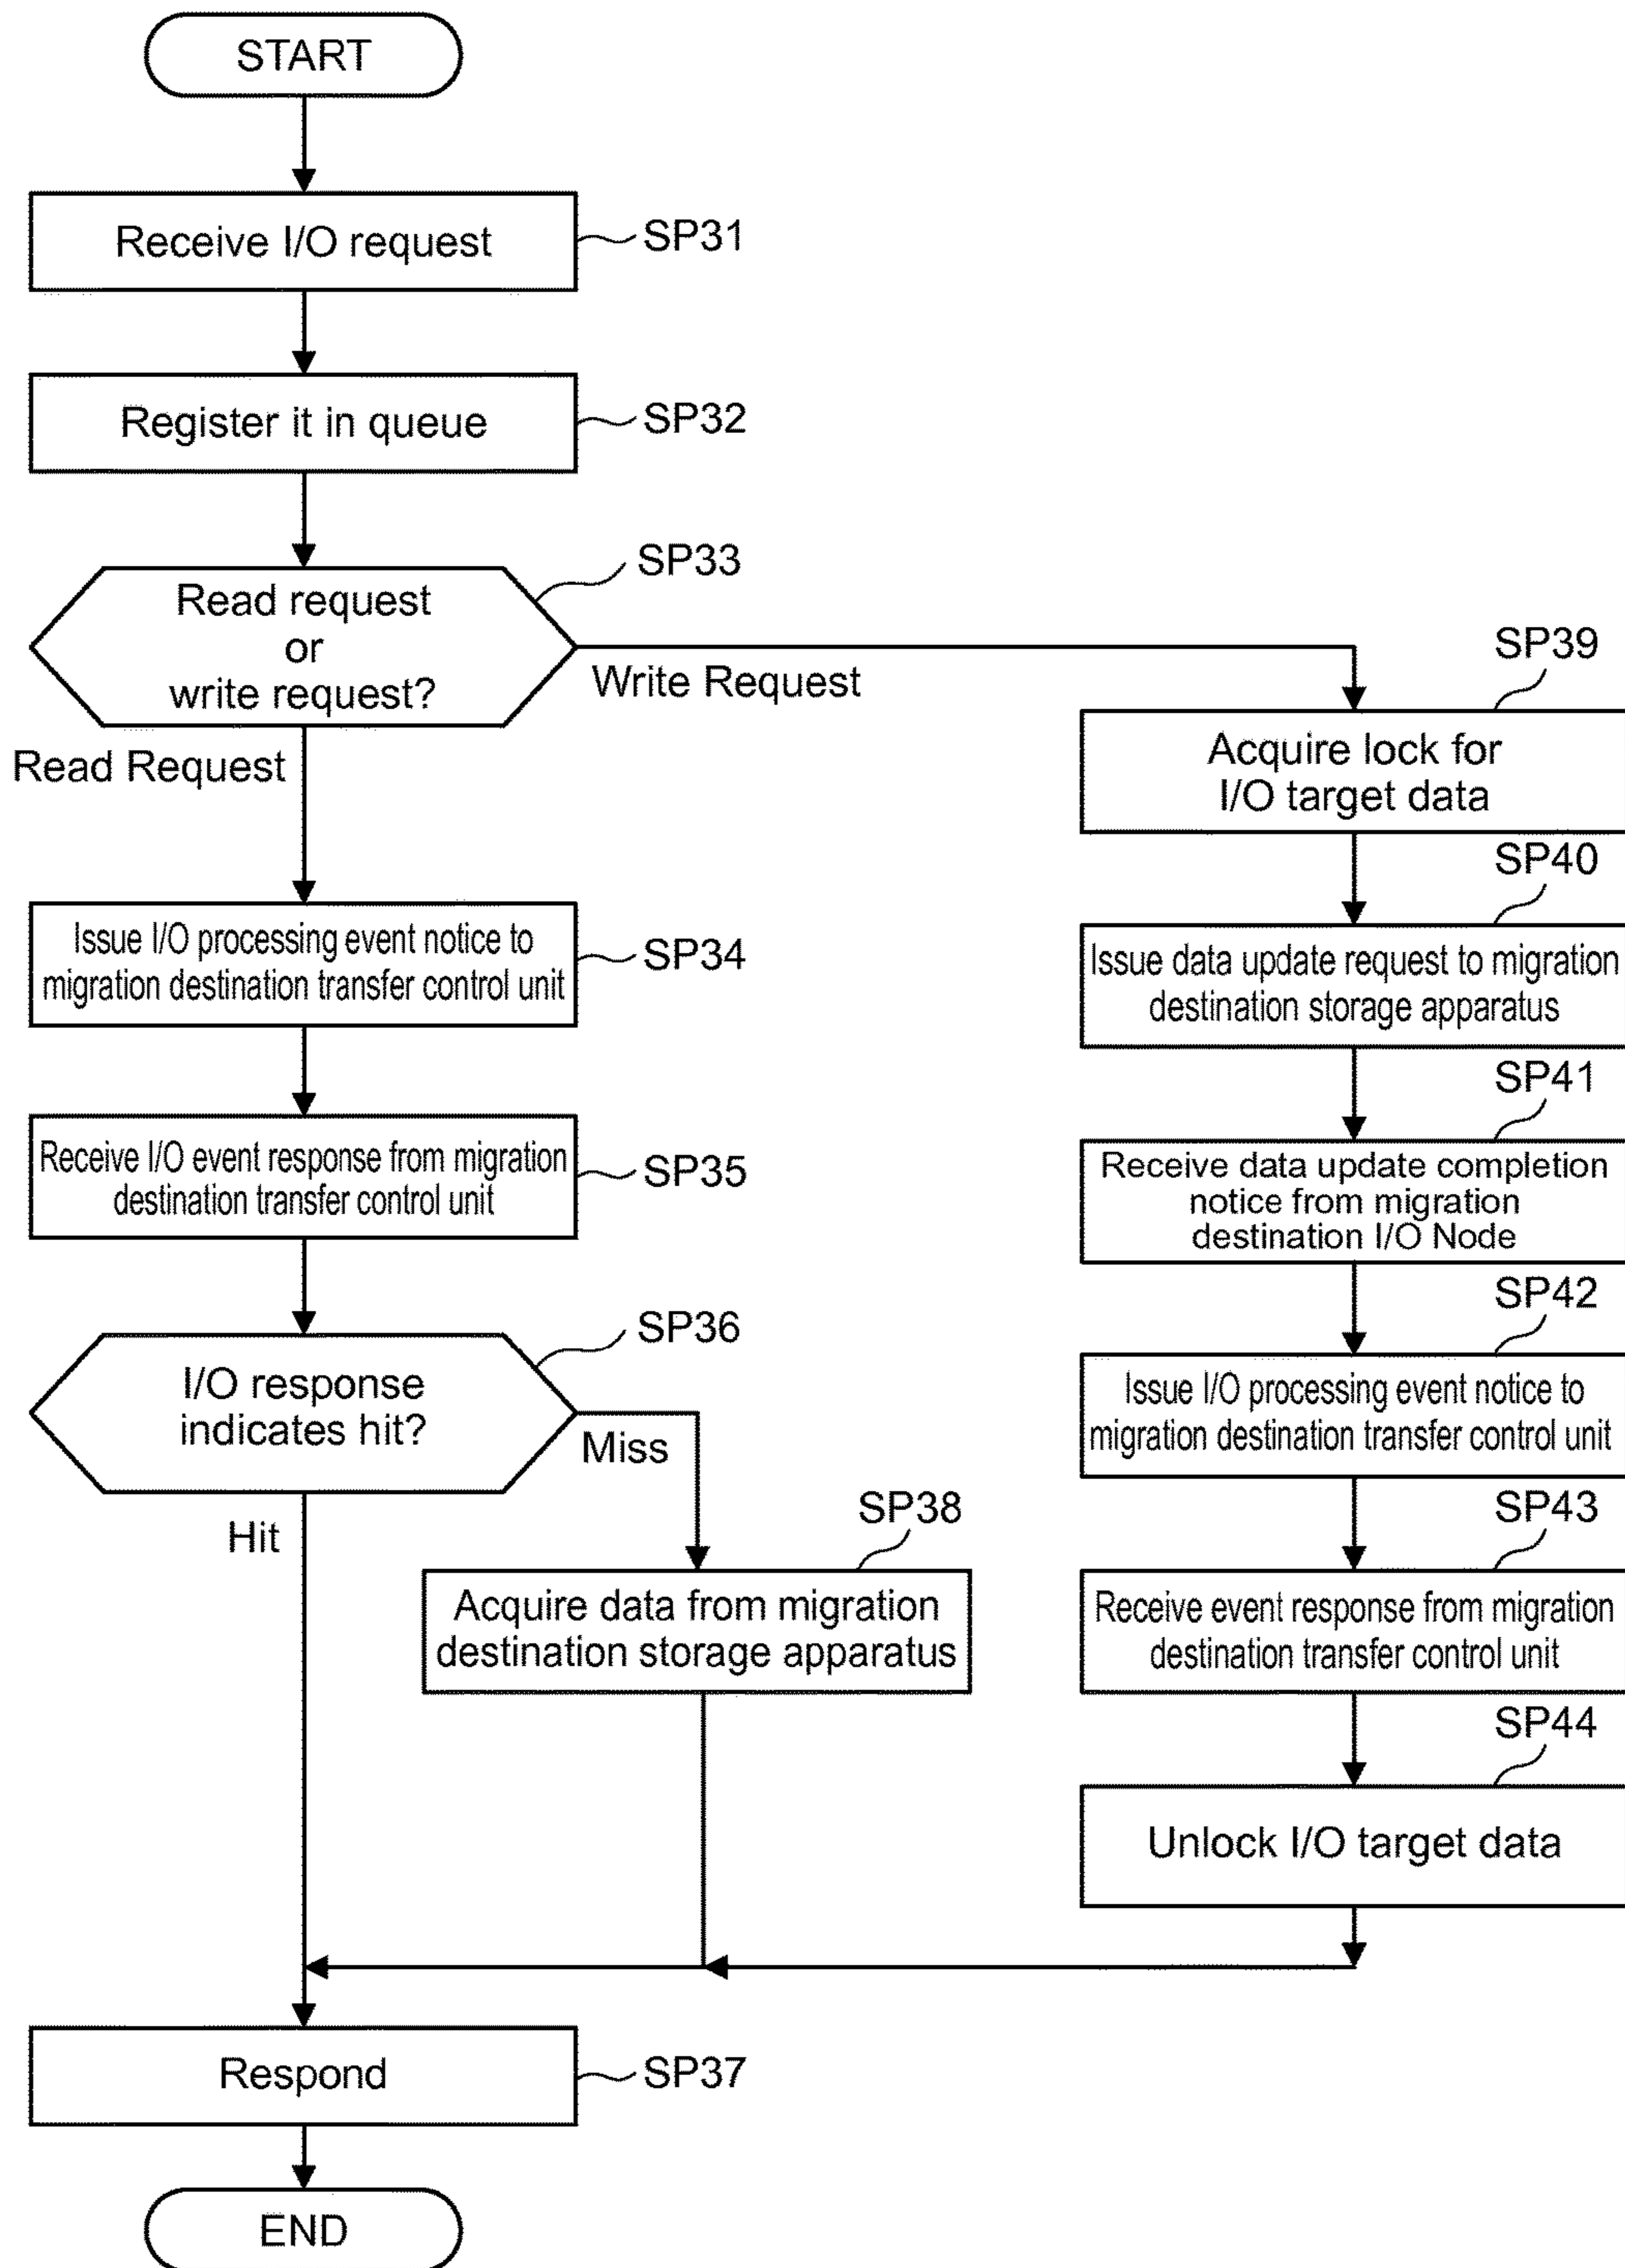 START
Receive I/O request
SP31
Register it in queue
SP32
SP33
Read request
or
write request?
Write Request
Read Request
SP39
Acquire lock for
I/O target data
SP34
Issue I/O processing event notice to
migration destination transfer control unit
SP40
Issue data update request to migration
destination storage apparatus
SP35
Receive I/O event response from migration
destination transfer control unit
SP41
Receive data update completion
notice from migration
destination I/O Node
SP36
I/O response
indicates hit?
Miss
Hit
SP42
Issue I/O processing event notice to
migration destination transfer control unit
SP38
Acquire data from migration
destination storage apparatus
SP43
Receive event response from migration
destination transfer control unit
SP44
Unlock I/O target data
Respond
SP37
END